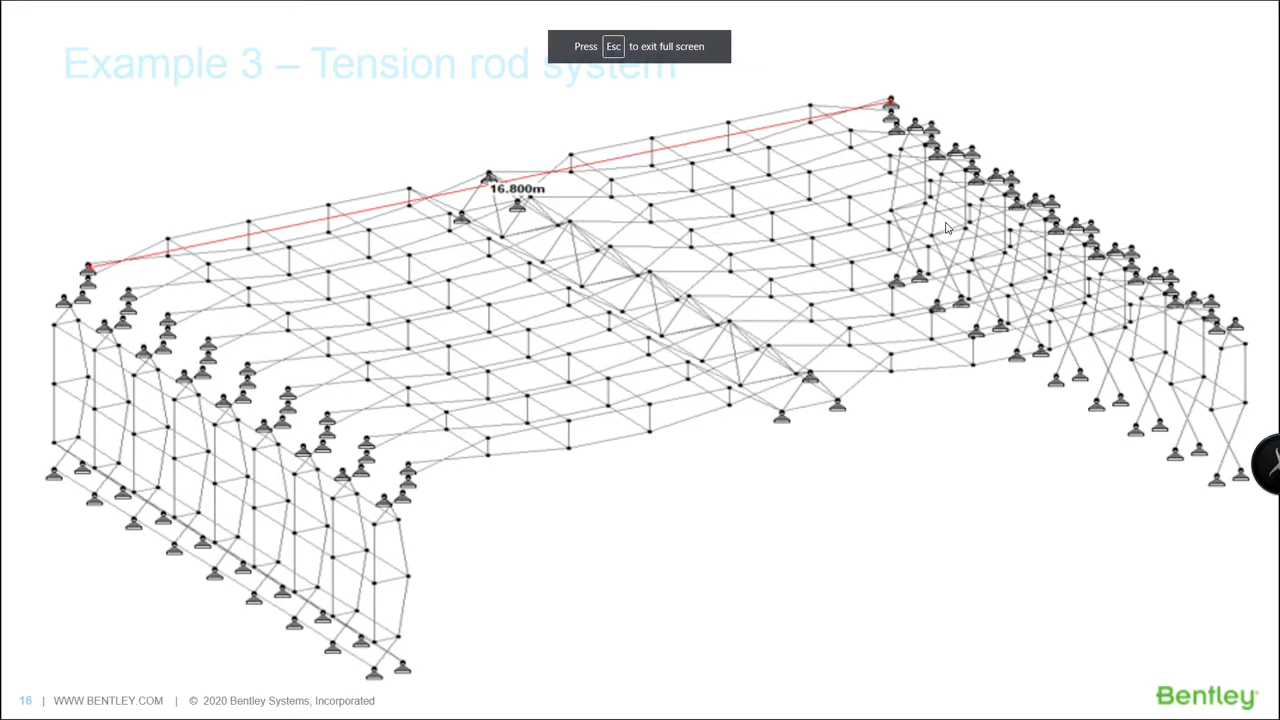 Example 3 – Tension rod system
Press Esc to exit full screen
16.800m
16 | WWW.BENTLEY.COM | © 2020 Bentley Systems, Incorporated
Bentley